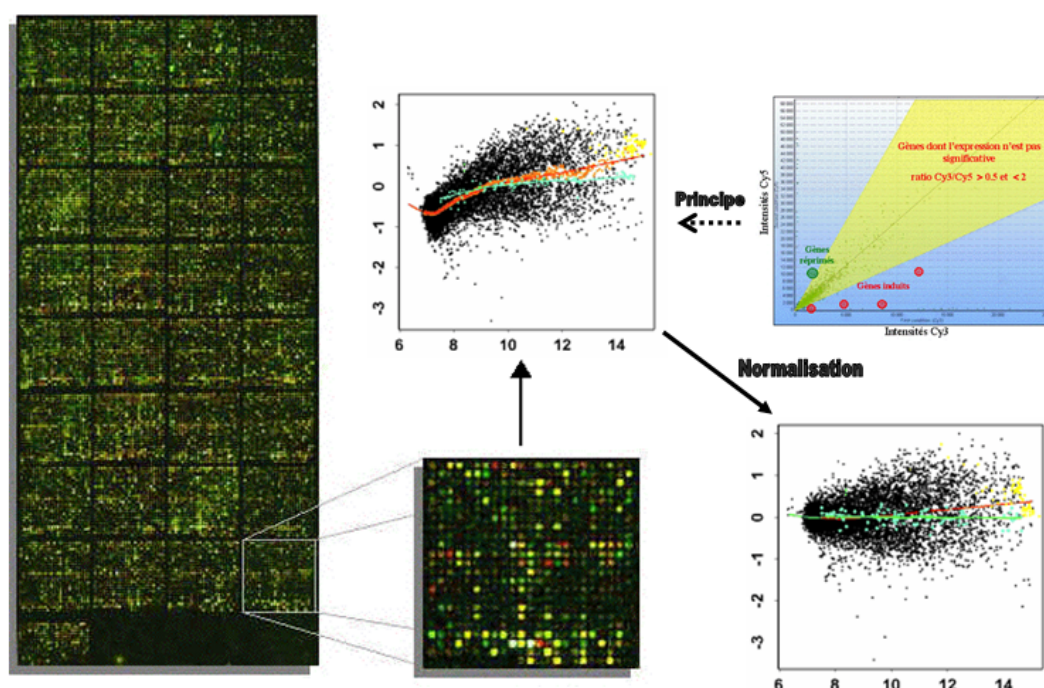 2
1
0
-1
-2
-3
6
8
10
12
14
Principe
Intensités Cy5
Gènes dont l'expression n'est pas
significative
ratio Cy3/Cy5 > 0.5 et < 2
Gènes
réprimés
Gènes induits
Intensités Cy3
Normalisation
2
1
0
-1
-2
-3
6
8
10
12
14